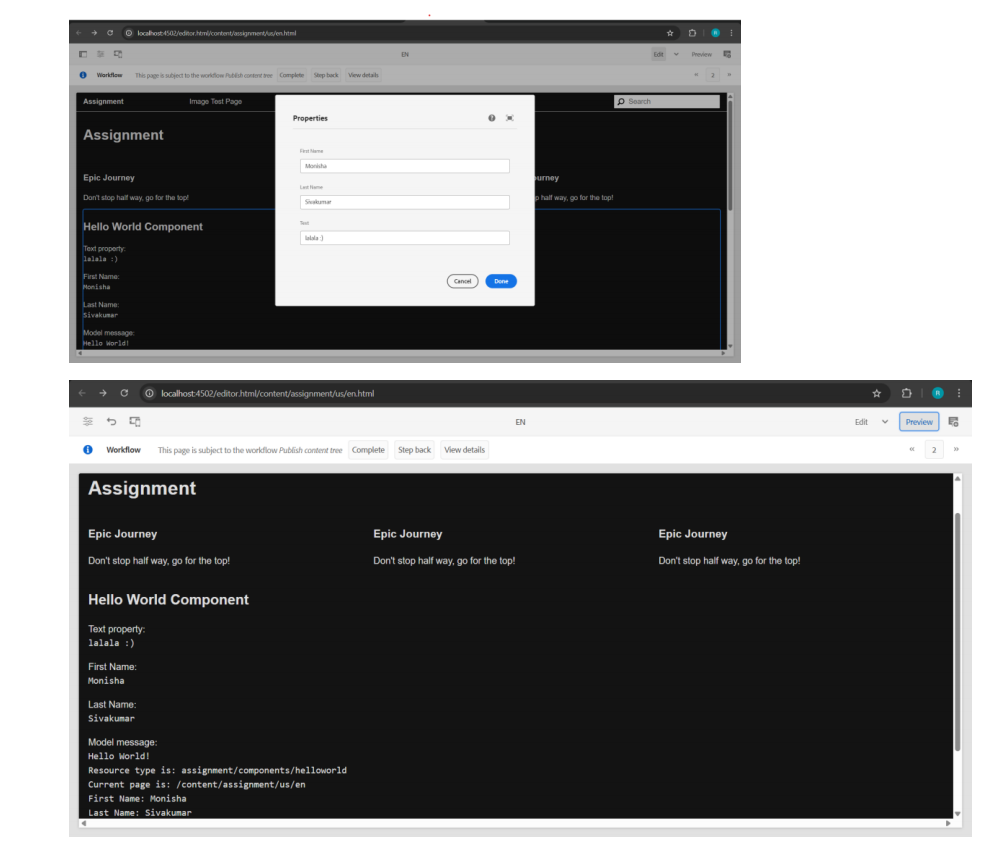 localhost:4502/editor.html/content/assignment/us/en.html
EN
Edit
Preview
Workflow This page is subject to the workflow Publish content tree Complete Step back View details
« 2 »
Assignment Image Test Page
Search
Assignment
Epic Journey
Don't stop half way, go for the top!
ourney
p half way, go for the top!
Hello World Component
Text property:
lalala :)
First Name:
Monisha
Last Name:
Sivakumar
Model message:
Hello World!
Properties
First Name
Monisha
Last Name
Sivakumar
Text
lalala :)
Cancel Done
localhost:4502/editor.html/content/assignment/us/en.html
EN
Edit
Preview
Workflow This page is subject to the workflow Publish content tree Complete Step back View details
« 2 »
Assignment
Epic Journey Epic Journey Epic Journey
Don't stop half way, go for the top! Don't stop half way, go for the top! Don't stop half way, go for the top!
Hello World Component
Text property:
lalala :)
First Name:
Monisha
Last Name:
Sivakumar
Model message:
Hello World!
Resource type is: assignment/components/helloworld
Current page is: /content/assignment/us/en
First Name: Monisha
Last Name: Sivakumar